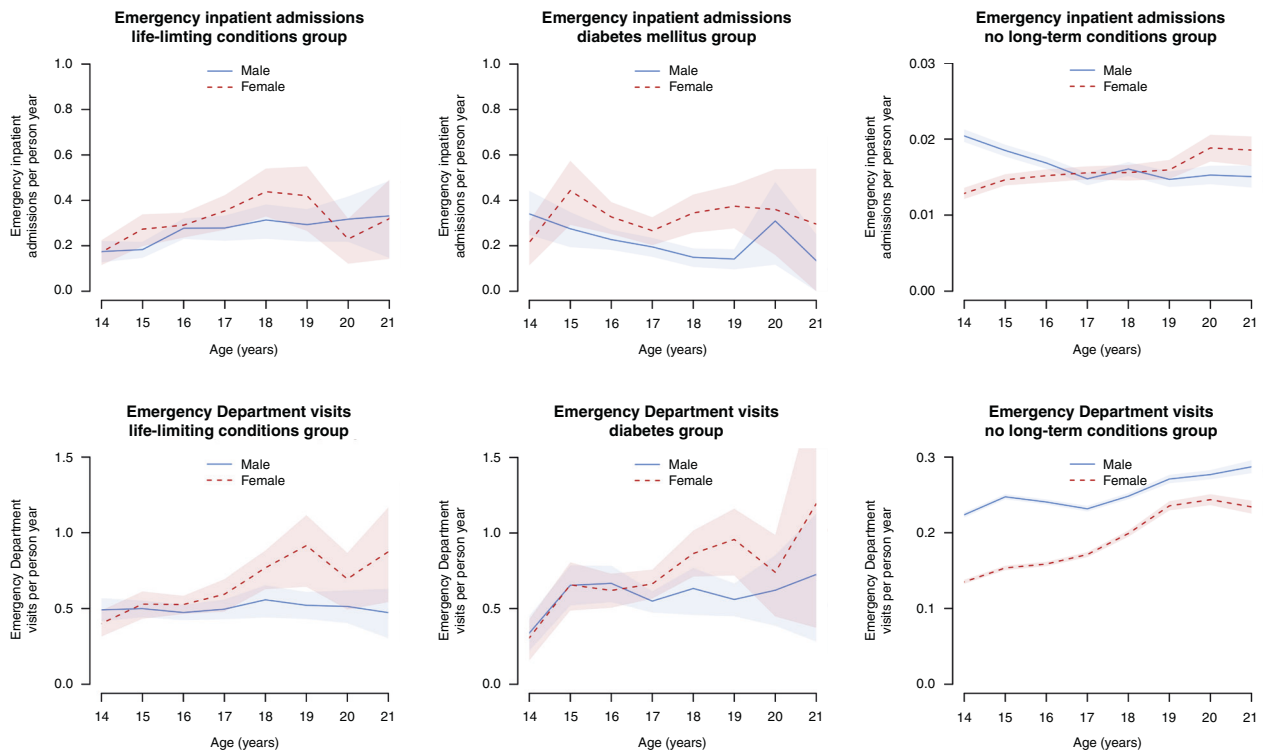 Emergency inpatient admissions
life-limting conditions group
Male
Female
1.0
0.8
0.6
0.4
0.2
0.0
Emergency inpatient
admissions per person year
14 15 16 17 18 19 20 21
Age (years)
Emergency inpatient admissions
diabetes mellitus group
Male
Female
1.0
0.8
0.6
0.4
0.2
0.0
Emergency inpatient
admissions per person year
14 15 16 17 18 19 20 21
Age (years)
Emergency inpatient admissions
no long-term conditions group
Male
Female
0.03
0.02
0.01
0.00
Emergency inpatient
admissions per person year
14 15 16 17 18 19 20 21
Age (years)
Emergency Department visits
life-limiting conditions group
Male
Female
1.5
1.0
0.5
0.0
Emergency Department
visits per person year
14 15 16 17 18 19 20 21
Age (years)
Emergency Department visits
diabetes group
Male
Female
1.5
1.0
0.5
0.0
Emergency Department
visits per person year
14 15 16 17 18 19 20 21
Age (years)
Emergency Department visits
no long-term conditions group
Male
Female
0.3
0.2
0.1
0.0
Emergency Department
visits per person year
14 15 16 17 18 19 20 21
Age (years)